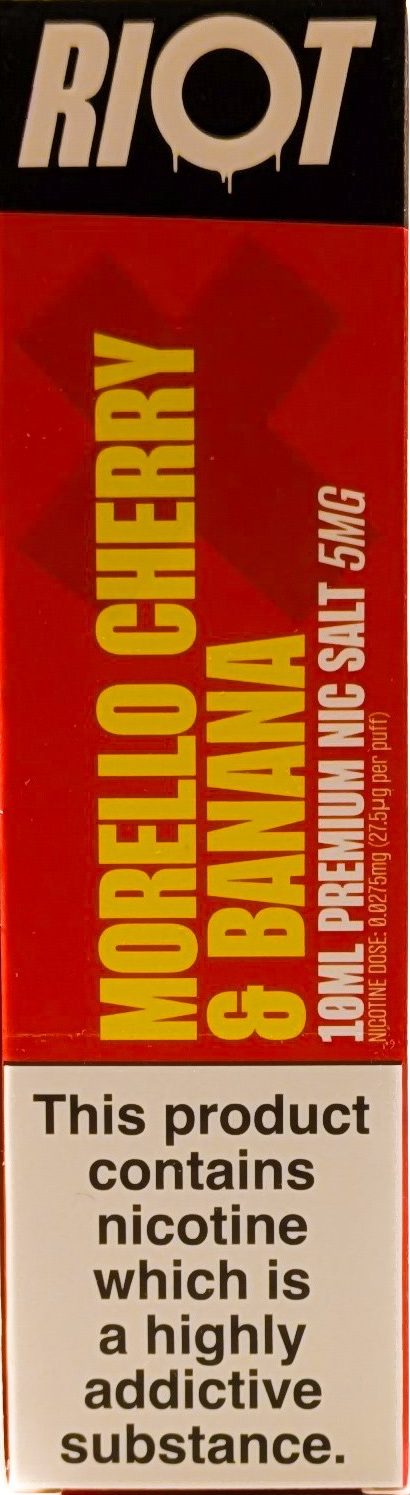 RIOT
MORELLO CHERRY
& BANANA
10ML PREMIUM NIC SALT 5MG
NICOTINE DOSE: 0.0275mg (27.5µg per puff)
This product
contains
nicotine
which is
a highly
addictive
substance.